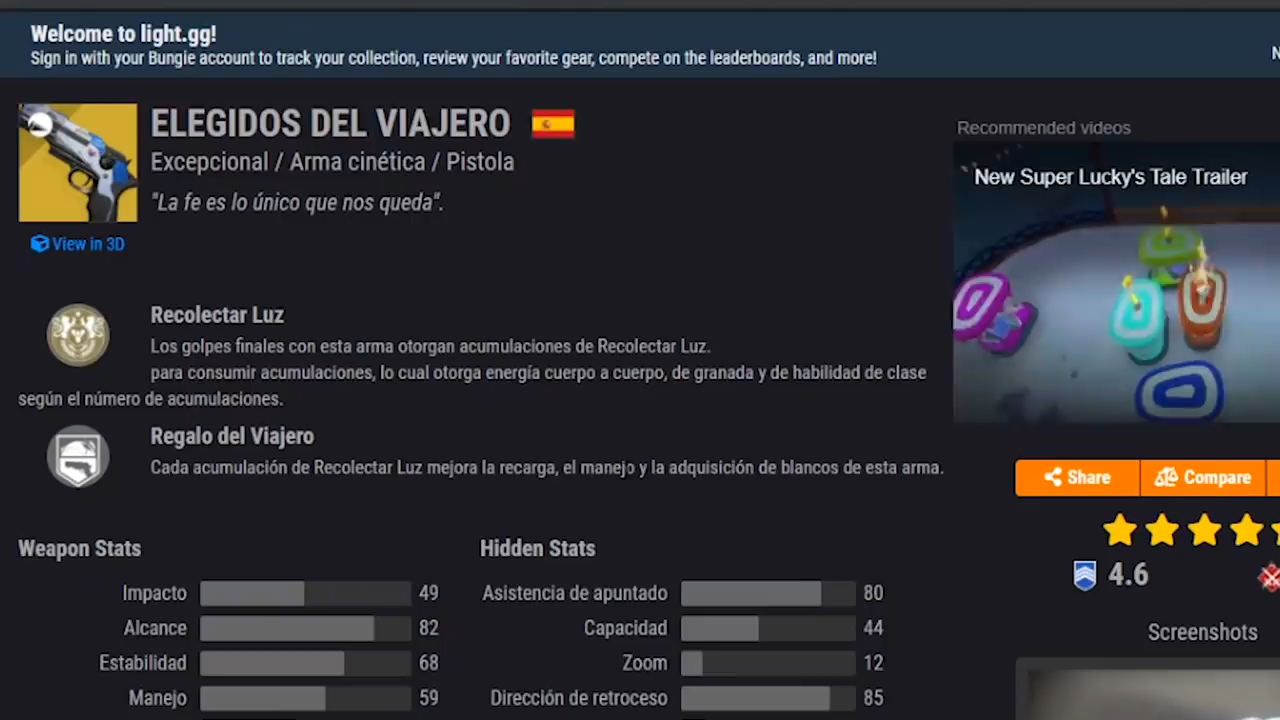 Welcome to light.gg!
Sign in with your Bungie account to track your collection, review your favorite gear, compete on the leaderboards, and more!
ELEGIDOS DEL VIAJERO
Excepcional / Arma cinética / Pistola
"La fe es lo único que nos queda".
View in 3D
Recolectar Luz
Los golpes finales con esta arma otorgan acumulaciones de Recolectar Luz.
para consumir acumulaciones, lo cual otorga energía cuerpo a cuerpo, de granada y de habilidad de clase
según el número de acumulaciones.
Regalo del Viajero
Cada acumulación de Recolectar Luz mejora la recarga, el manejo y la adquisición de blancos de esta arma.
Weapon Stats
Impacto 49
Alcance 82
Estabilidad 68
Manejo 59
Hidden Stats
Asistencia de apuntado 80
Capacidad 44
Zoom 12
Dirección de retroceso 85
Recommended videos
New Super Lucky's Tale Trailer
Share
Compare
4.6
Screenshots